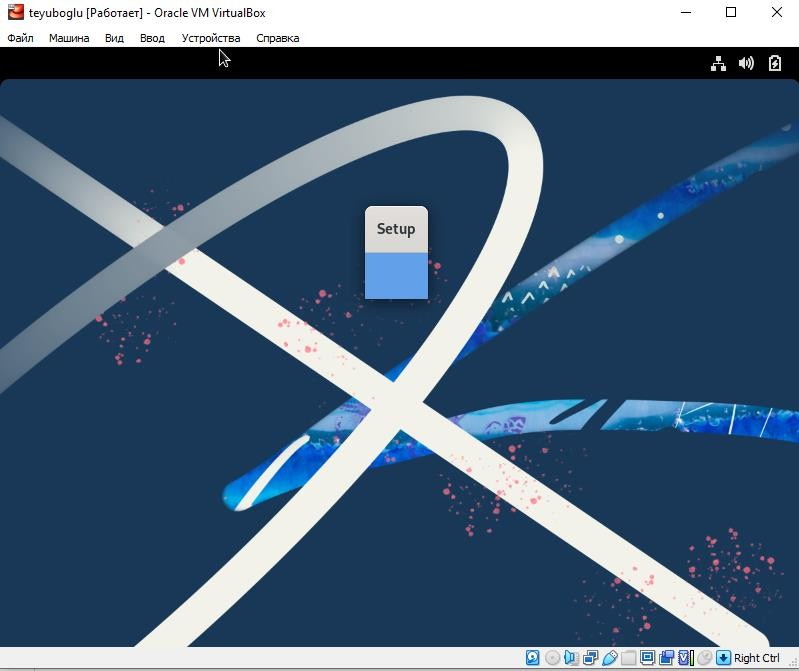 teyuboglu [Работает] - Oracle VM VirtualBox
Файл Машина Вид Ввод Устройства Справка
Setup
Right Ctrl